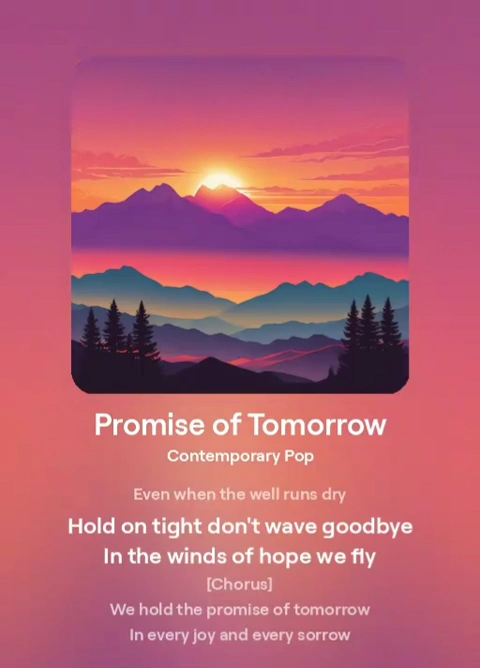 Promise of Tomorrow
Contemporary Pop
Even when the well runs dry
Hold on tight don't wave goodbye
In the winds of hope we fly
[Chorus]
We hold the promise of tomorrow
In every joy and every sorrow